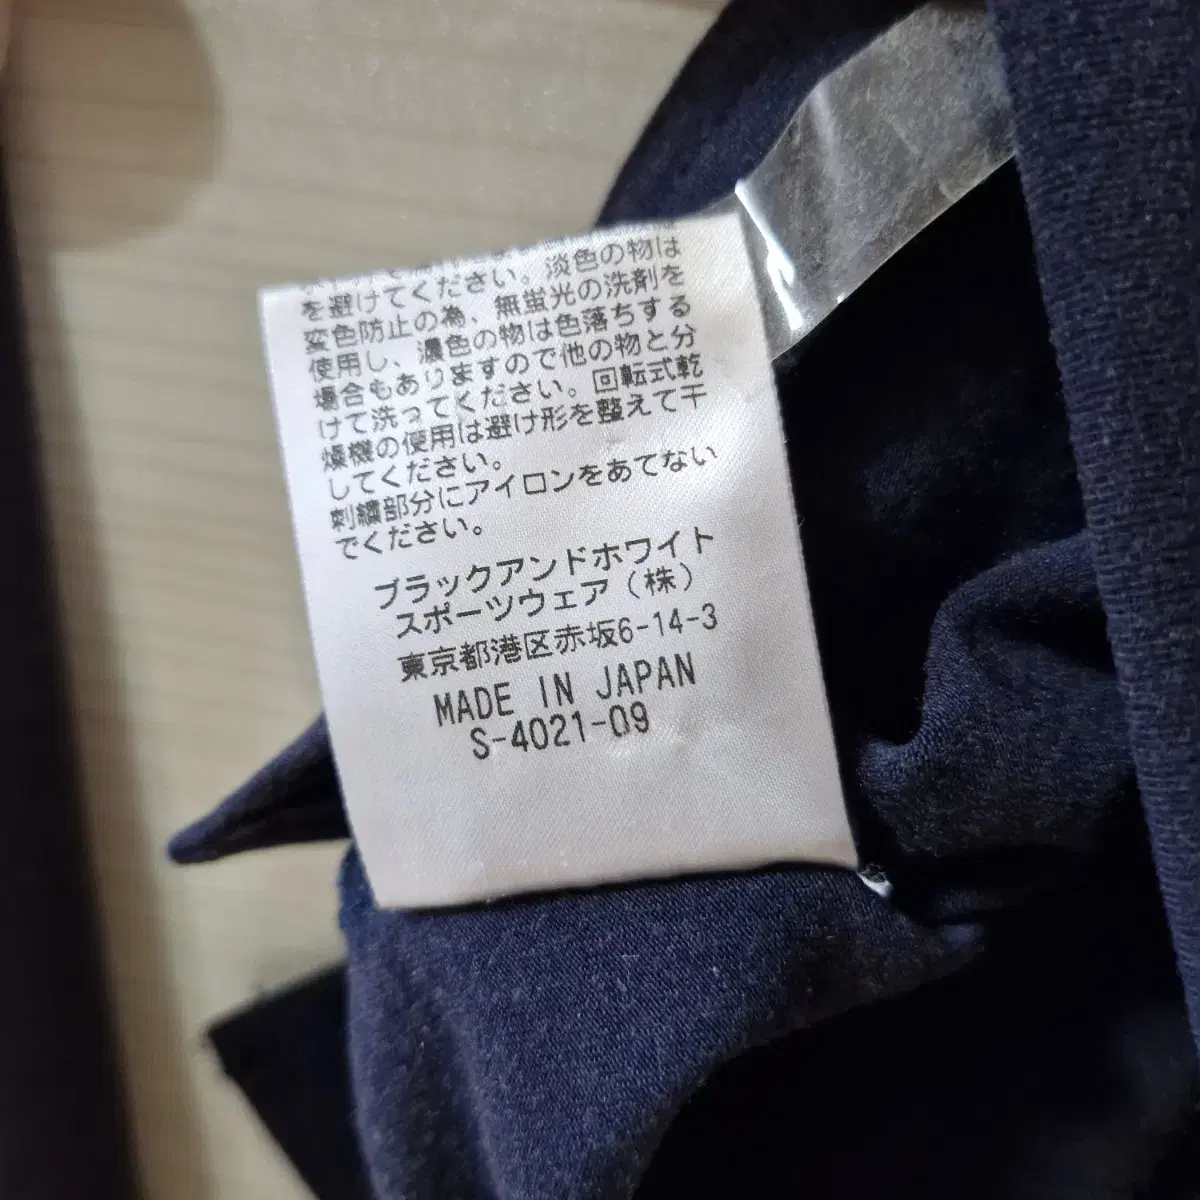 を避けてください。淡色の物は
変色防止の為、無蛍光の洗剤を
使用し、濃色の物は色落ちする
場合もありますので他の物と分
けて洗ってください。回転式乾
燥機の使用は避け形を整えて干
してください。
刺繍部分にアイロンをあてない
でください。
ブラックアンドホワイト
スポーツウェア(株)
東京都港区赤坂6-14-3
MADE IN JAPAN
S-4021-09